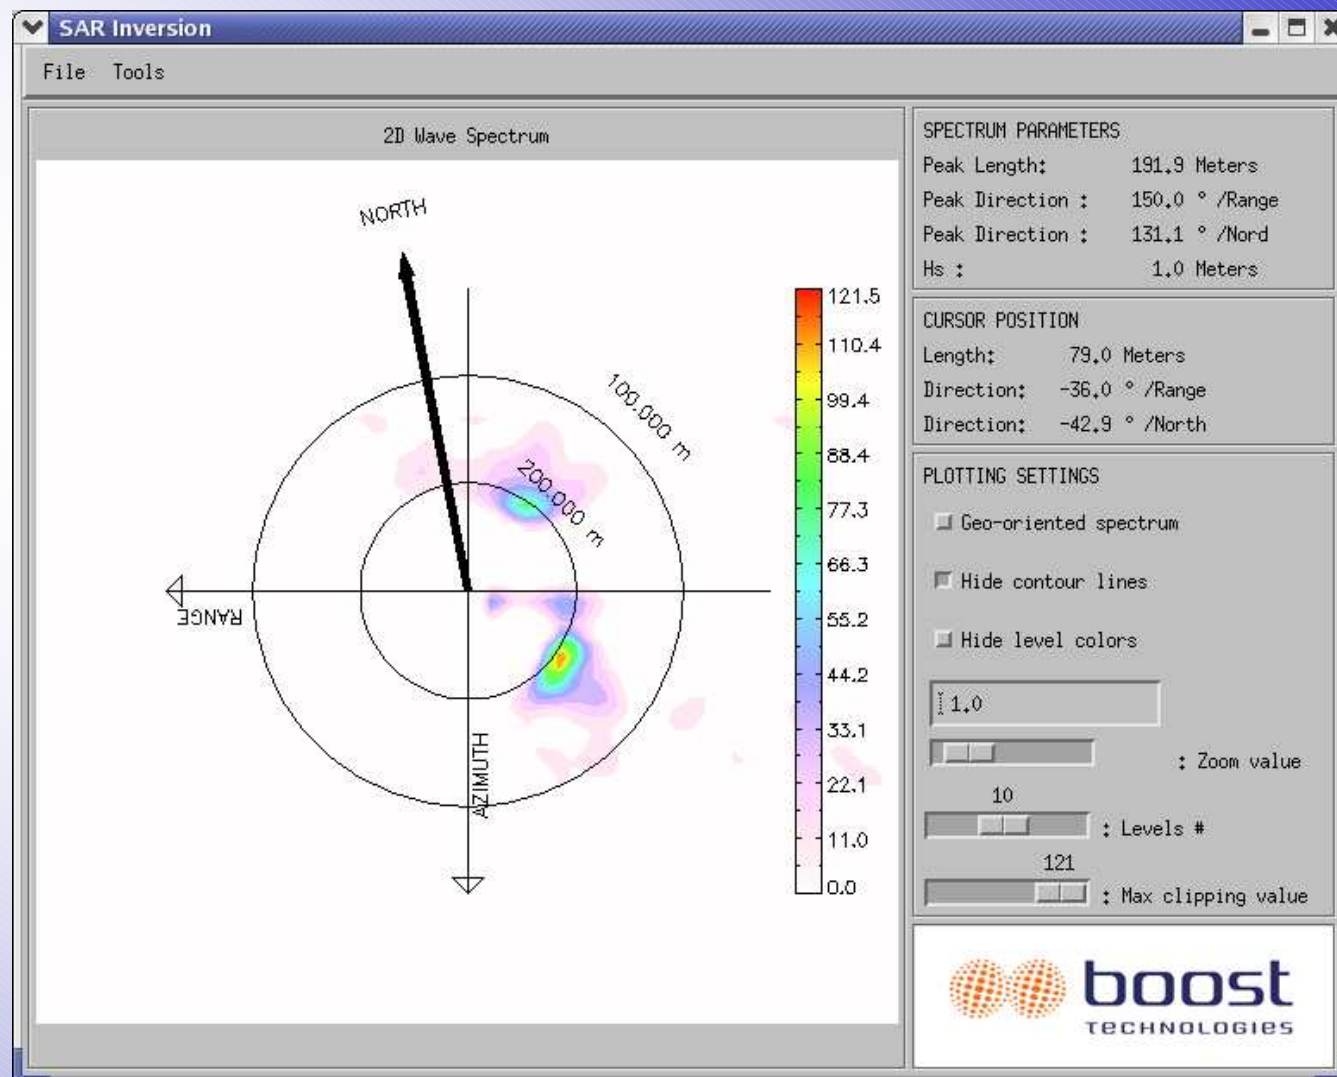 SAR Inversion
File Tools
2D Wave Spectrum
NORTH
100.000 m
200.000 m
RANGE
AZIMUTH
121.5
110.4
99.4
88.4
77.3
66.3
55.2
44.2
33.1
22.1
11.0
0.0
SPECTRUM PARAMETERS
Peak Length: 191.9 Meters
Peak Direction : 150.0 ° /Range
Peak Direction : 131.1 ° /Nord
Hs : 1.0 Meters
CURSOR POSITION
Length: 79.0 Meters
Direction: -36.0 ° /Range
Direction: -42.9 ° /North
PLOTTING SETTINGS
Geo-oriented spectrum
Hide contour lines
Hide level colors
1.0
: Zoom value
10
: Levels #
121
: Max clipping value
boost
TECHNOLOGIES